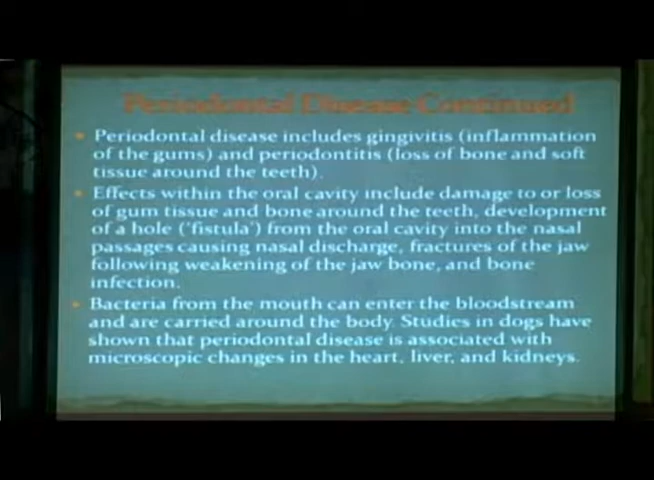 Periodontal Disease Continued
Periodontal disease includes gingivitis (inflammation
of the gums) and periodontitis (loss of bone and soft
tissue around the teeth).
Effects within the oral cavity include damage to or loss
of gum tissue and bone around the teeth, development
of a hole ('fistula') from the oral cavity into the nasal
passages causing nasal discharge, fractures of the jaw
following weakening of the jaw bone, and bone
infection.
Bacteria from the mouth can enter the bloodstream
and are carried around the body. Studies in dogs have
shown that periodontal disease is associated with
microscopic changes in the heart, liver, and kidneys.